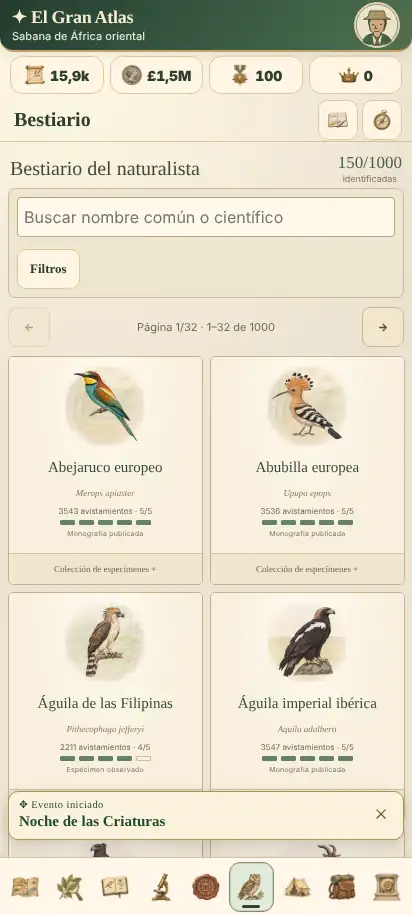 ✦ El Gran Atlas
Sabana de África oriental
15,9k
£1,5M
100
0
Bestiario
Bestiario del naturalista
150/1000
identificadas
Buscar nombre común o científico
Filtros
←
Página 1/32 · 1–32 de 1000
→
Abejaruco europeo
Merops apiaster
3543 avistamientos · 5/5
Monografía publicada
Colección de especímenes +
Abubilla europea
Upupa epops
3536 avistamientos · 5/5
Monografía publicada
Colección de especímenes +
Águila de las Filipinas
Pithecophaga jefferyi
2211 avistamientos · 4/5
Espécimen observado
Águila imperial ibérica
Aquila adalberti
3547 avistamientos · 5/5
Monografía publicada
✥ Evento iniciado
Noche de las Criaturas
×